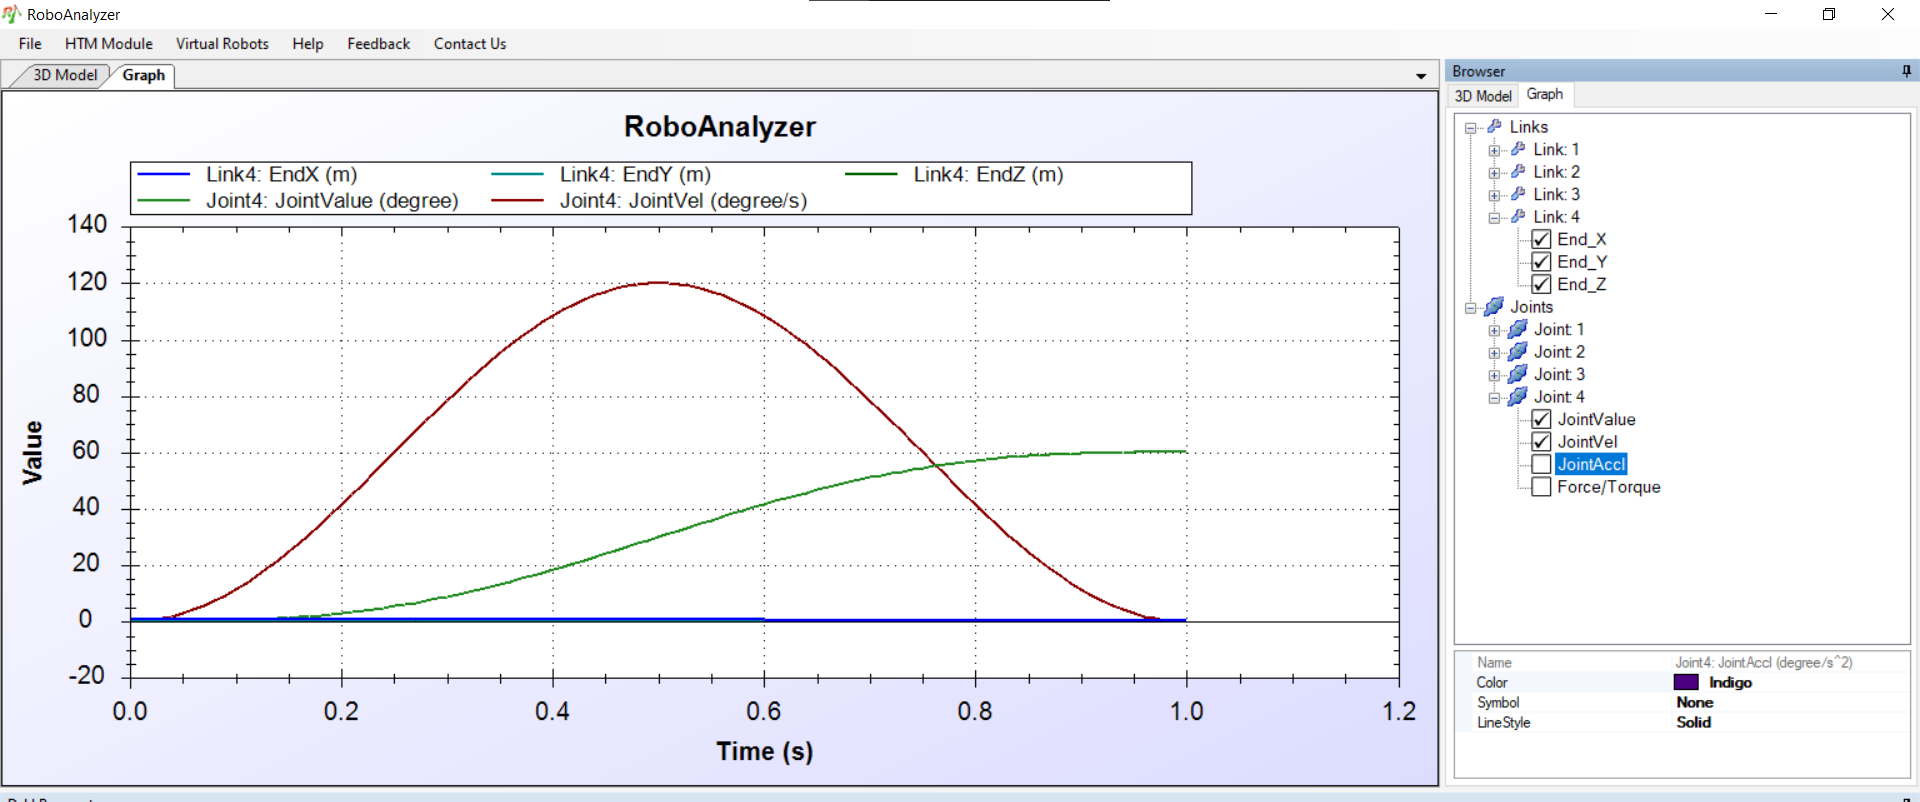 RoboAnalyzer
File HTM Module Virtual Robots Help Feedback Contact Us
3D Model Graph
RoboAnalyzer
Link4: EndX (m) Link4: EndY (m) Link4: EndZ (m)
Joint4: JointValue (degree) Joint4: JointVel (degree/s)
140
120
100
80
60
40
20
0
-20
Value
0.0 0.2 0.4 0.6 0.8 1.0 1.2
Time (s)
Browser
3D Model Graph
Links
Link: 1
Link: 2
Link: 3
Link: 4
End_X
End_Y
End_Z
Joints
Joint: 1
Joint: 2
Joint: 3
Joint: 4
JointValue
JointVel
JointAccl
Force/Torque
Name Joint4: JointAccl (degree/s^2)
Color Indigo
Symbol None
LineStyle Solid